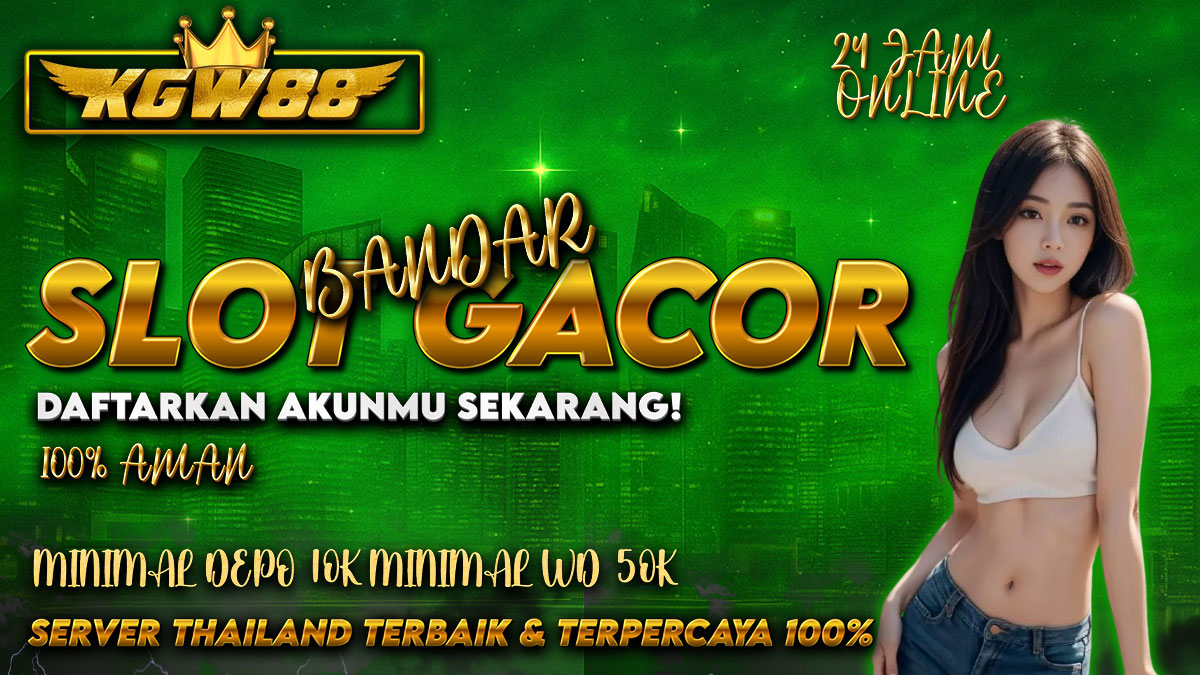 KGW88
24 JAM
ONLINE
BANDAR
SLOT GACOR
DAFTARKAN AKUNMU SEKARANG!
100% AMAN
MINIMAL DEPO 10K MINIMAL WD 50K
SERVER THAILAND TERBAIK & TERPERCAYA 100%